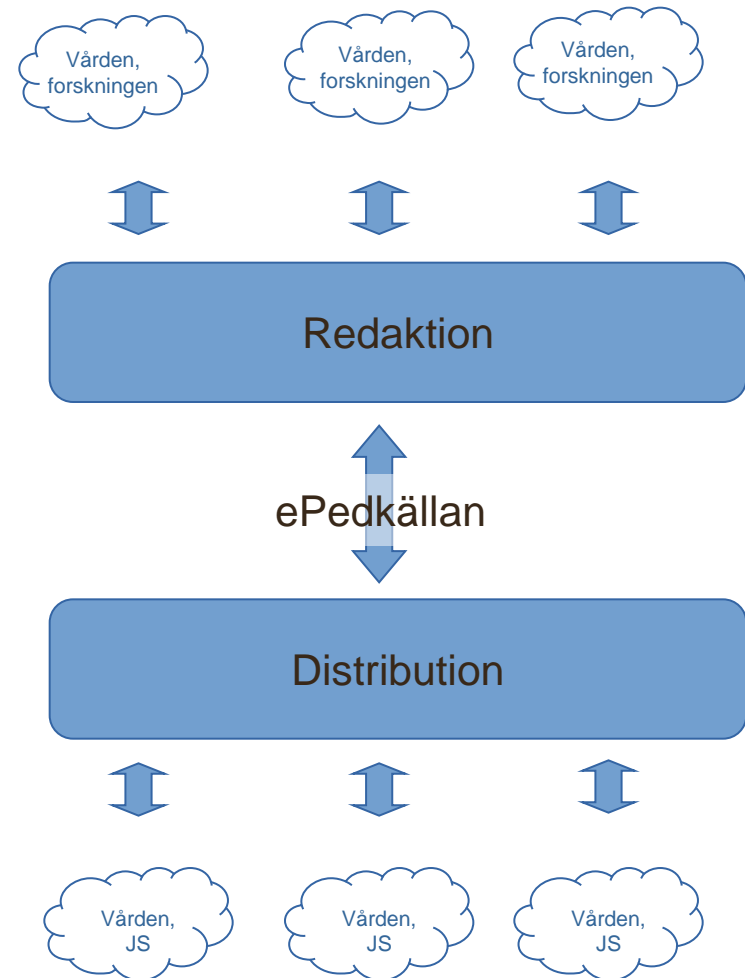 Vården,
forskningen
Vården,
forskningen
Vården,
forskningen
Redaktion
ePedkällan
Distribution
Vården,
JS
Vården,
JS
Vården,
JS